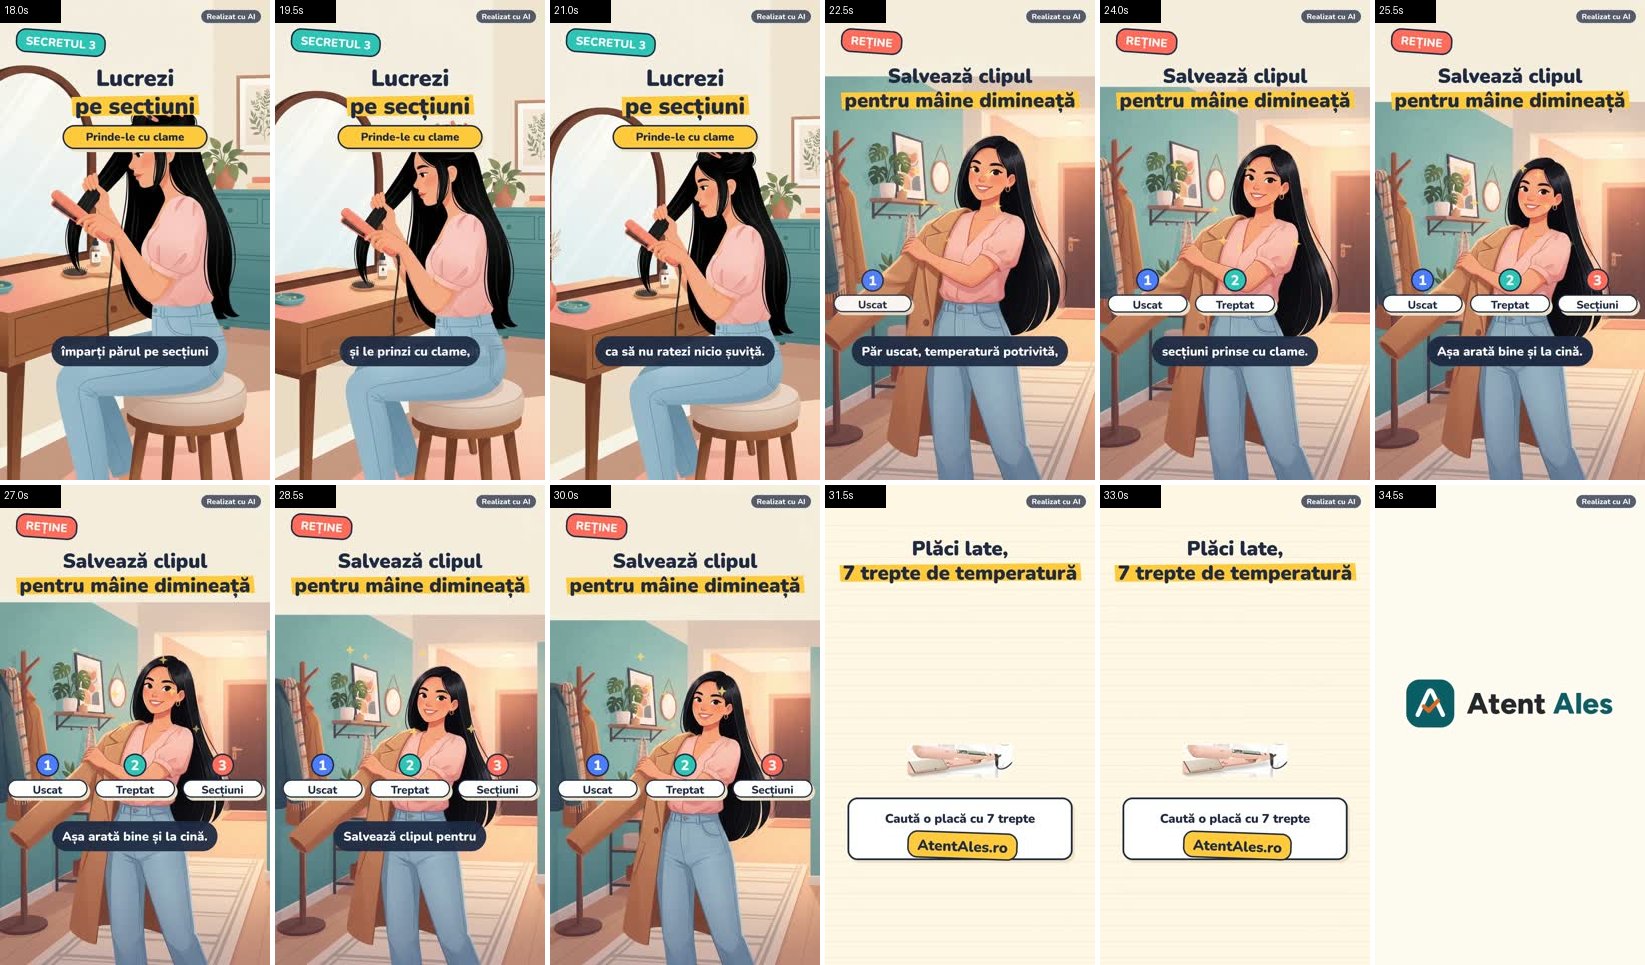 18.0s
Realizat cu AI
SECRETUL 3
Lucrezi
pe secțiuni
Prinde-le cu clame
împarți părul pe secțiuni
19.5s
Realizat cu AI
SECRETUL 3
Lucrezi
pe secțiuni
Prinde-le cu clame
și le prinzi cu clame,
21.0s
Realizat cu AI
SECRETUL 3
Lucrezi
pe secțiuni
Prinde-le cu clame
ca să nu ratezi nicio șuviță.
22.5s
Realizat cu AI
REȚINE
Salvează clipul
pentru mâine dimineață
1
Uscat
Păr uscat, temperatură potrivită,
24.0s
Realizat cu AI
REȚINE
Salvează clipul
pentru mâine dimineață
1 2
Uscat Treptat
secțiuni prinse cu clame.
25.5s
Realizat cu AI
REȚINE
Salvează clipul
pentru mâine dimineață
1 2 3
Uscat Treptat Secțiuni
Așa arată bine și la cină.
27.0s
Realizat cu AI
REȚINE
Salvează clipul
pentru mâine dimineață
1 2 3
Uscat Treptat Secțiuni
Așa arată bine și la cină.
28.5s
Realizat cu AI
REȚINE
Salvează clipul
pentru mâine dimineață
1 2 3
Uscat Treptat Secțiuni
Salvează clipul pentru
30.0s
Realizat cu AI
REȚINE
Salvează clipul
pentru mâine dimineață
1 2 3
Uscat Treptat Secțiuni
31.5s
Realizat cu AI
Plăci late,
7 trepte de temperatură
Caută o placă cu 7 trepte
AtentAles.ro
33.0s
Realizat cu AI
Plăci late,
7 trepte de temperatură
Caută o placă cu 7 trepte
AtentAles.ro
34.5s
Realizat cu AI
Atent Ales